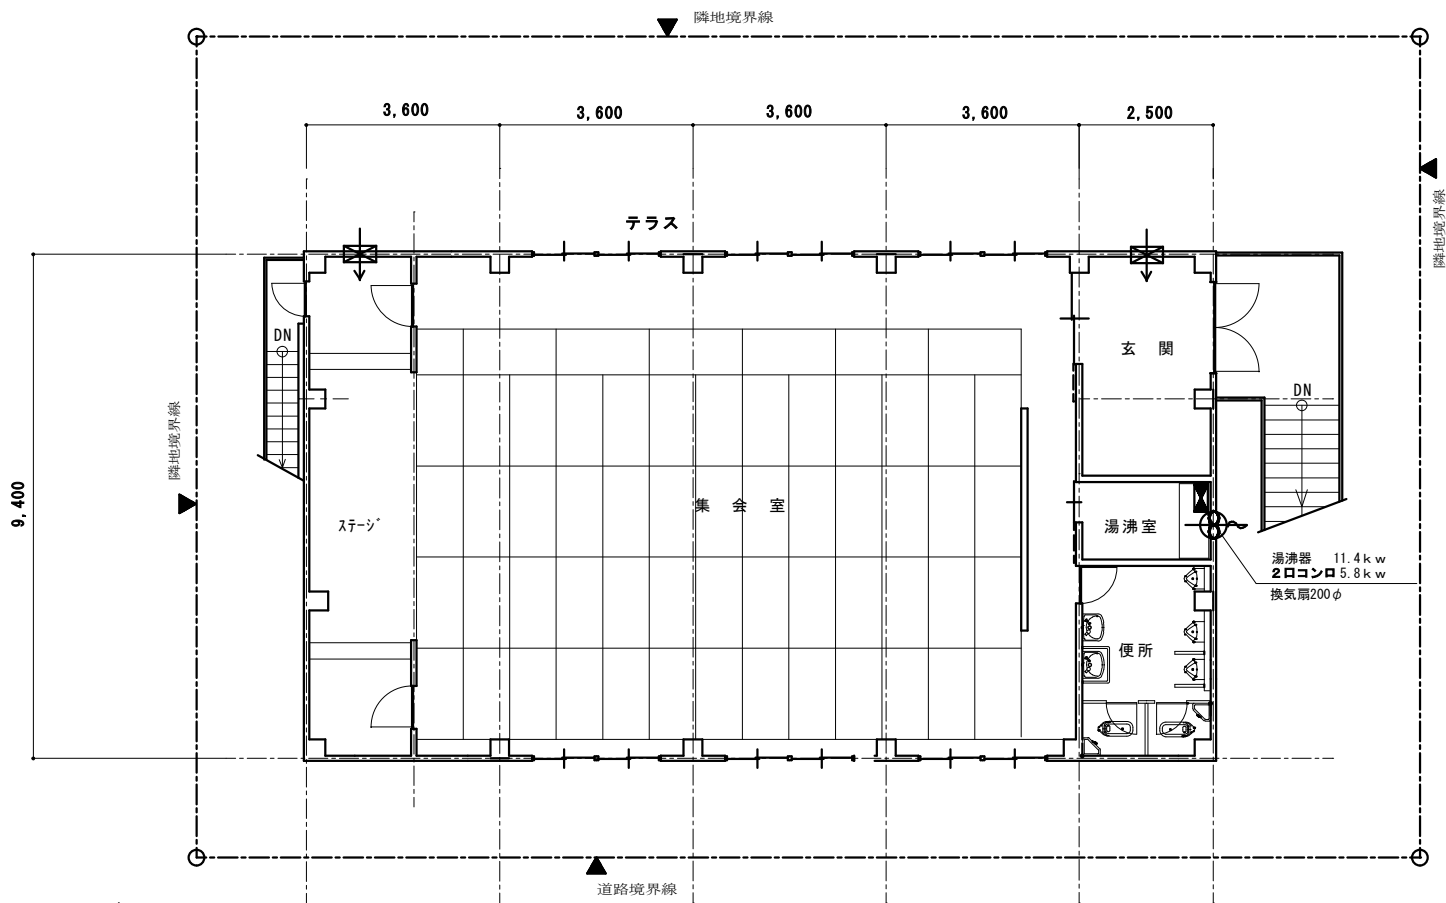 隣地境界線
3,600
3,600
3,600
3,600
2,500
隣地境界線
テラス
DN
玄関
DN
隣地境界線
9,400
ｽﾃｰｼﾞ
集会室
湯沸室
湯沸器 11.4kw
2口コンロ 5.8kw
換気扇200φ
便所
道路境界線